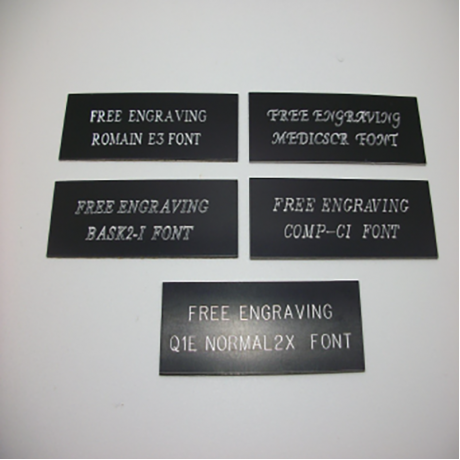 FREE ENGRAVING
ROMAIN E3 FONT
FREE ENGRAVING
MEDICSCR FONT
FREE ENGRAVING
BASK2-I FONT
FREE ENGRAVING
COMP-CI FONT
FREE ENGRAVING
Q1E NORMAL2X FONT